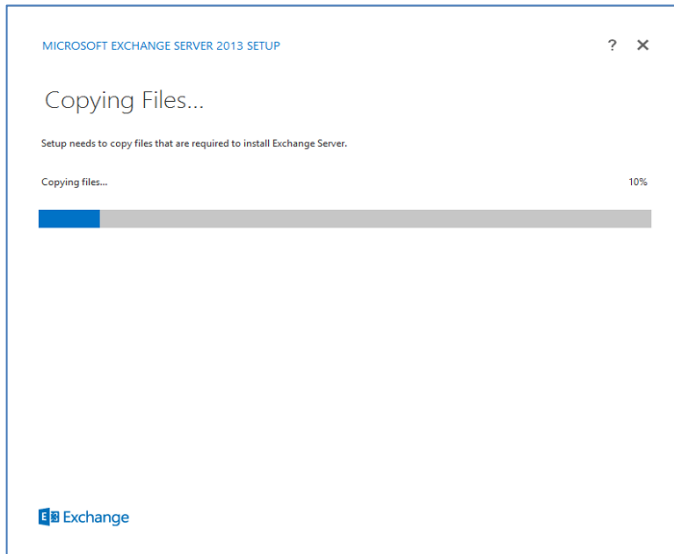 MICROSOFT EXCHANGE SERVER 2013 SETUP ? ✕
Copying Files...
Setup needs to copy files that are required to install Exchange Server.
Copying files... 10%
E Exchange